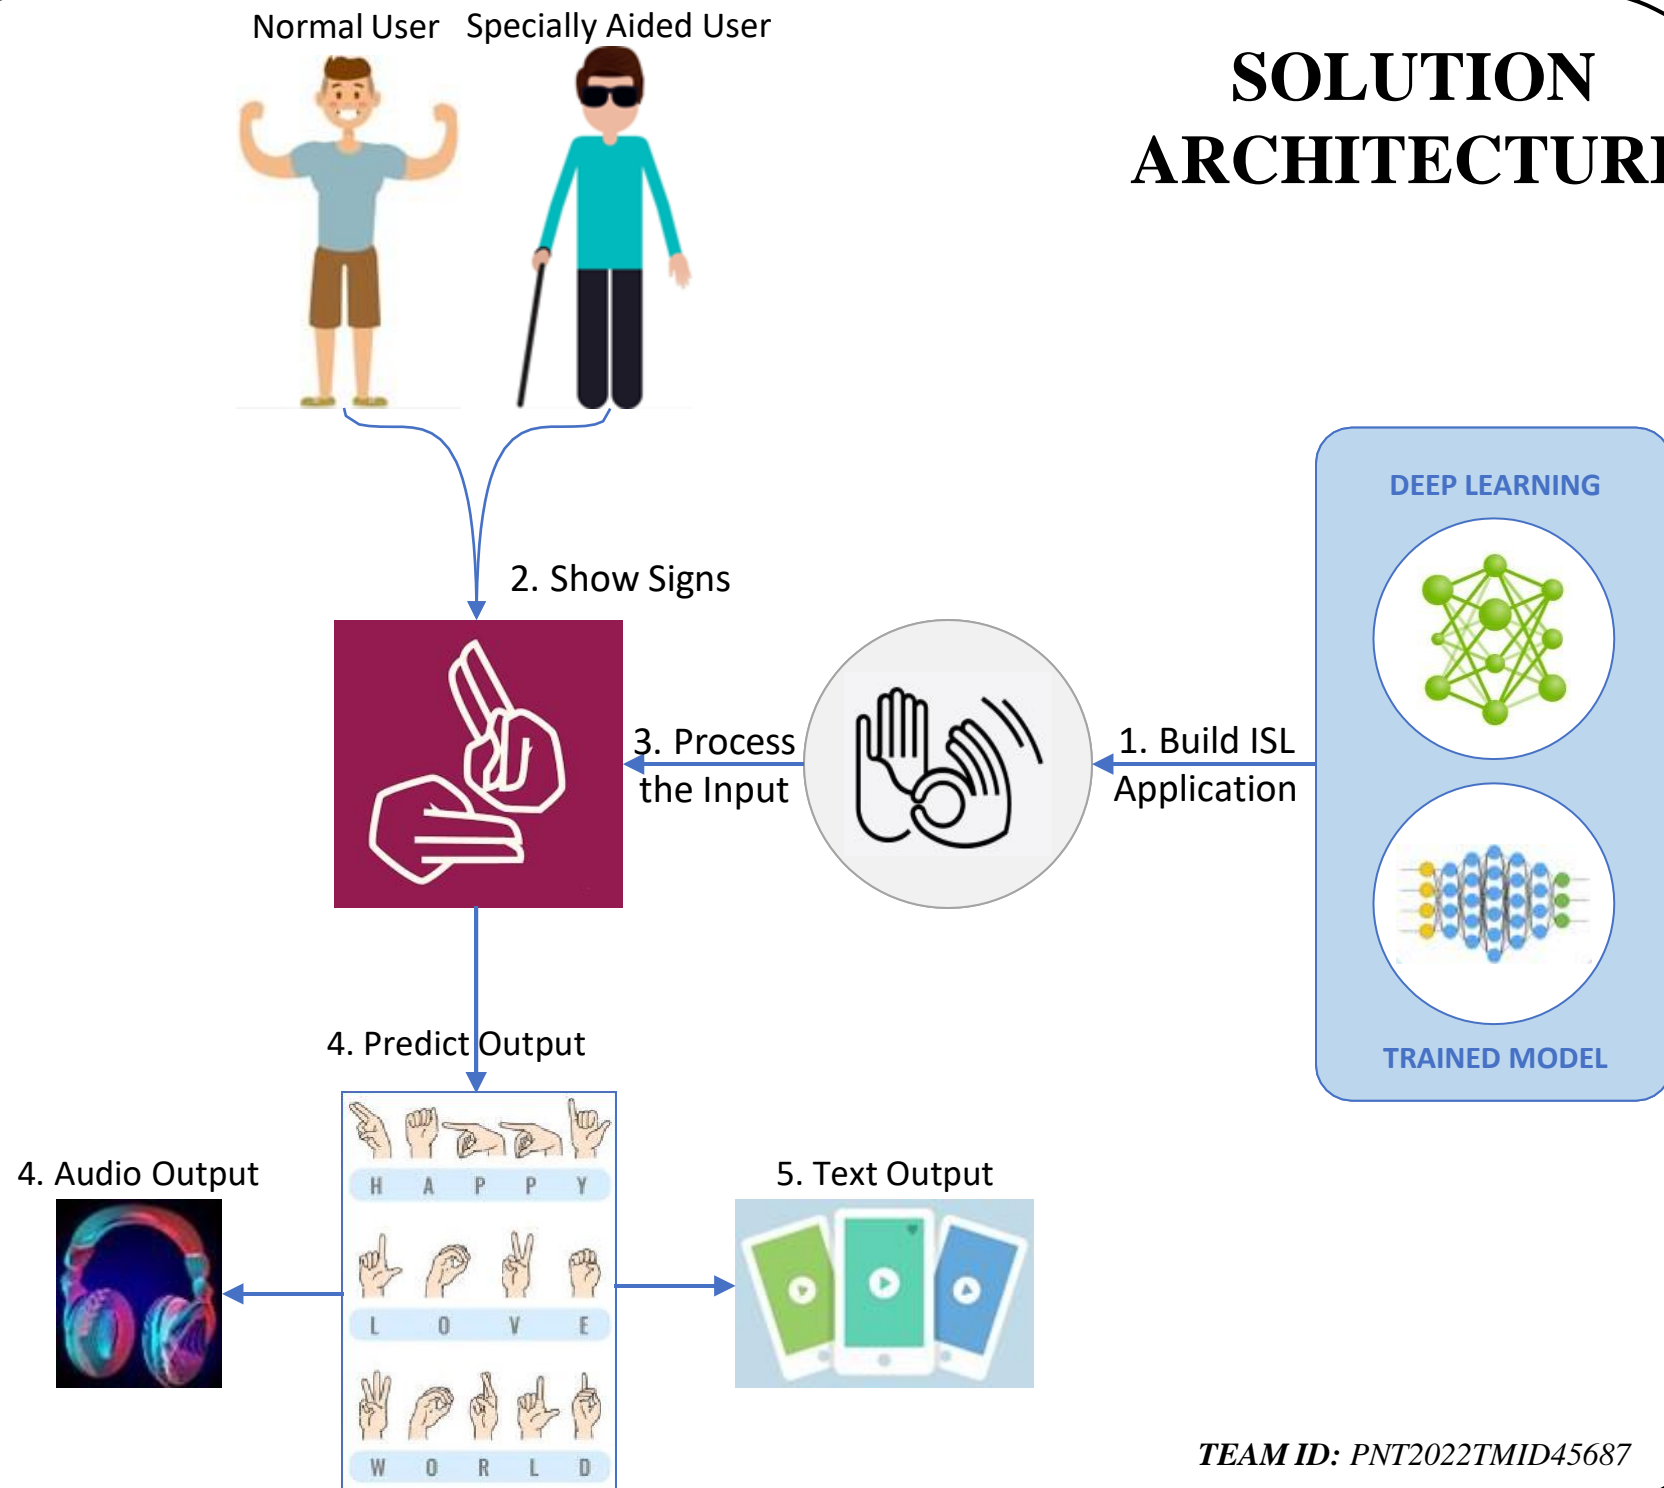 Normal User
Specially Aided User
SOLUTION
ARCHITECTURE
DEEP LEARNING
2. Show Signs
3. Process
the Input
1. Build ISL
Application
4. Predict Output
TRAINED MODEL
4. Audio Output
5. Text Output
H A P P Y
L O V E
W O R L D
TEAM ID: PNT2022TMID45687